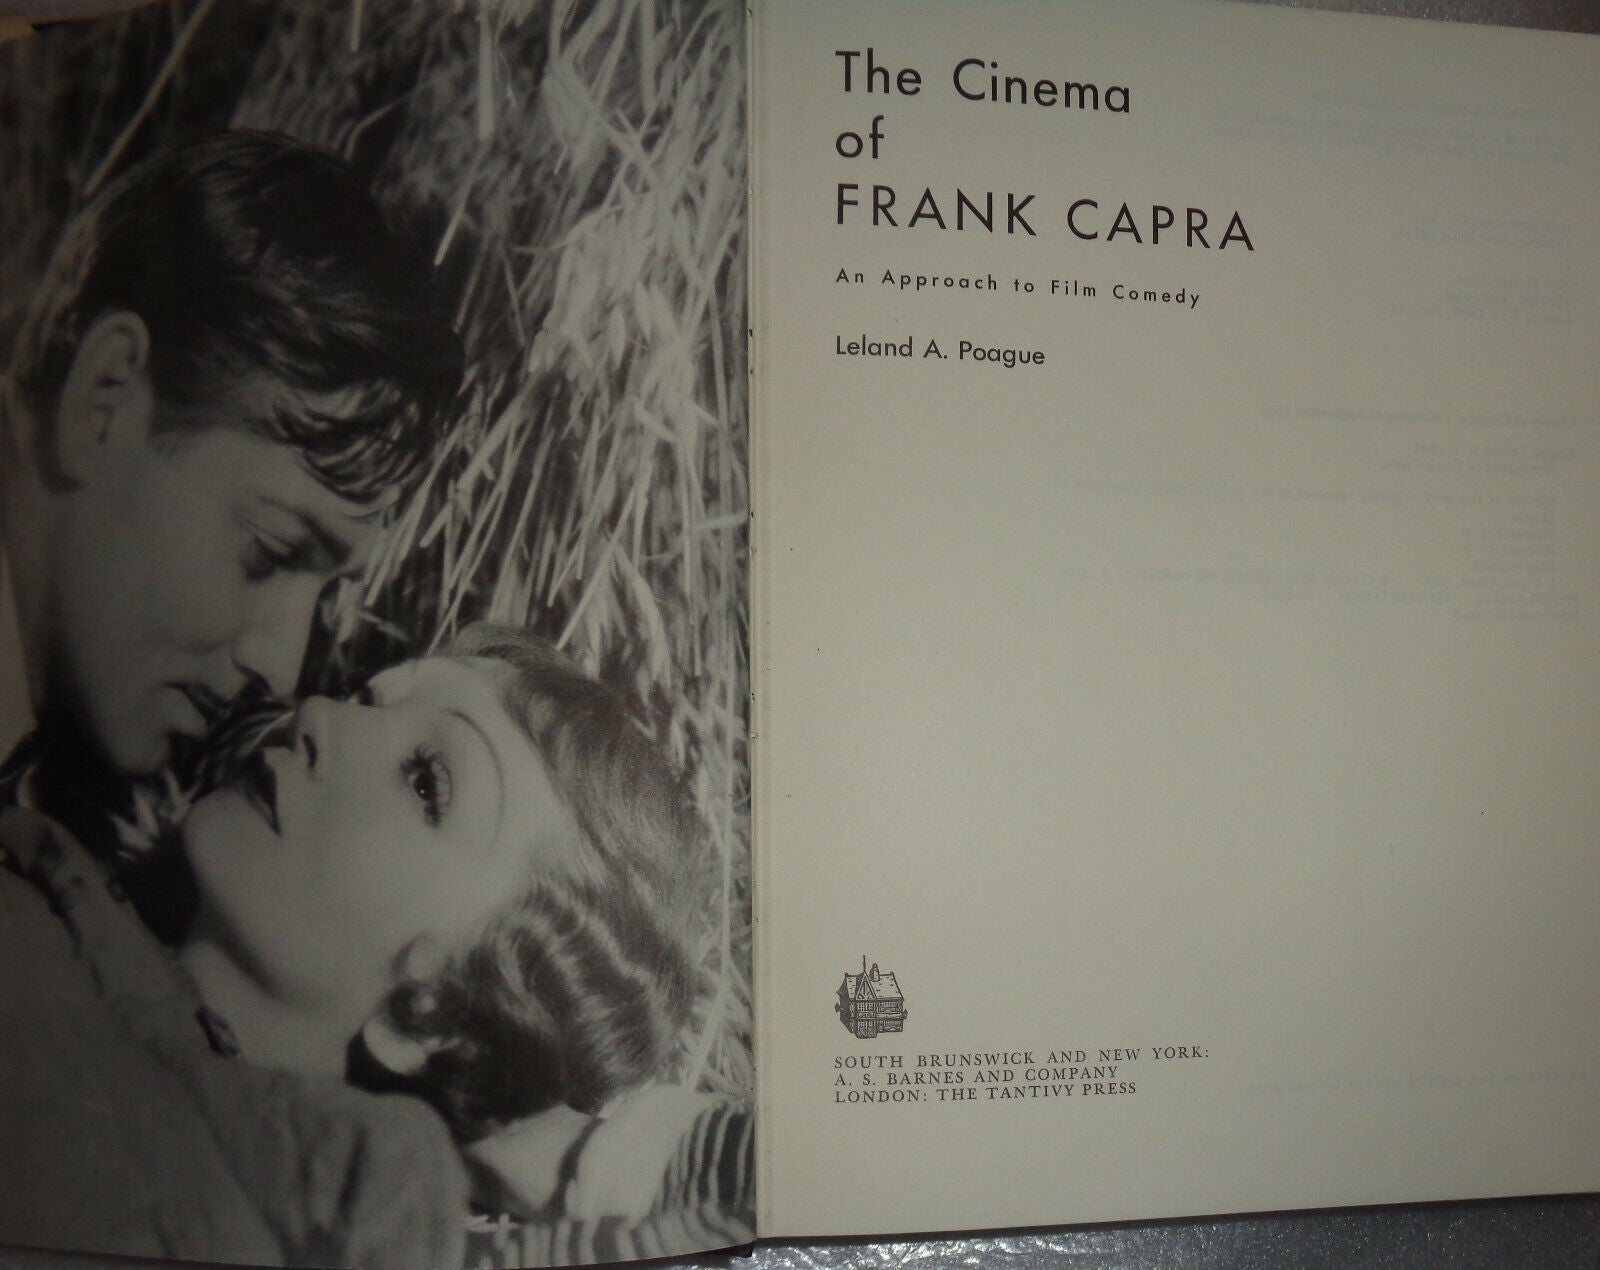 The Cinema
of
FRANK CAPRA
An Approach to Film Comedy
Leland A. Poague
SOUTH BRUNSWICK AND NEW YORK:
A. S. BARNES AND COMPANY
LONDON: THE TANTIVY PRESS